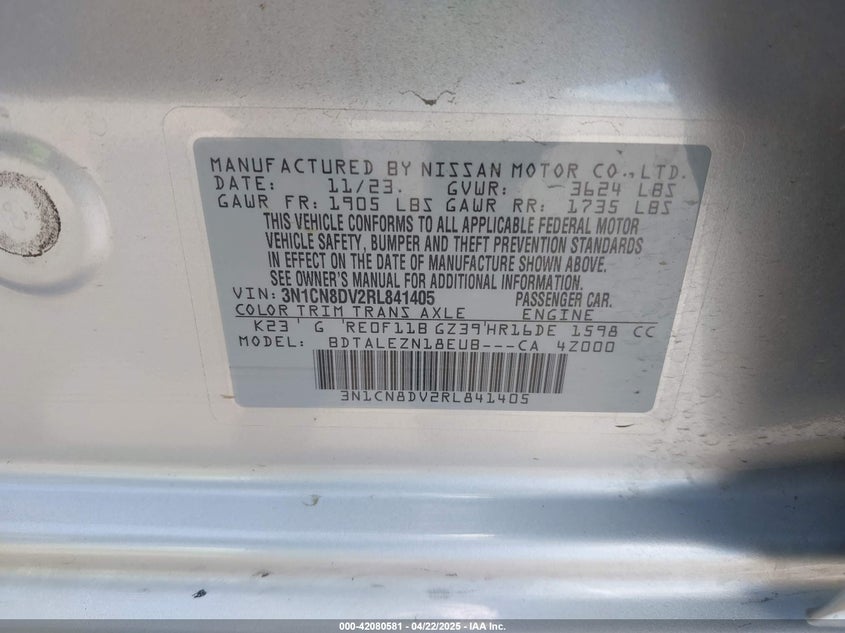 MANUFACTURED BY NISSAN MOTOR CO., LTD.
DATE: 11/23. GVWR: 3624 LBS
GAWR FR: 1905 LBS GAWR RR: 1735 LBS
THIS VEHICLE CONFORMS TO ALL APPLICABLE FEDERAL MOTOR
VEHICLE SAFETY, BUMPER AND THEFT PREVENTION STANDARDS
IN EFFECT ON THE DATE OF MANUFACTURE SHOWN ABOVE.
SEE OWNER'S MANUAL FOR ADDITIONAL INFORMATION.
VIN: 3N1CN8DV2RL841405 PASSENGER CAR.
COLOR TRIM TRANS AXLE ENGINE
K23 G RE0F11B GZ39 HR16DE 1598 CC
MODEL: BDTALEZN18EUB---CA 4Z000
3N1CN8DV2RL841405
000-42080581 - 04/22/2025 - IAA Inc.